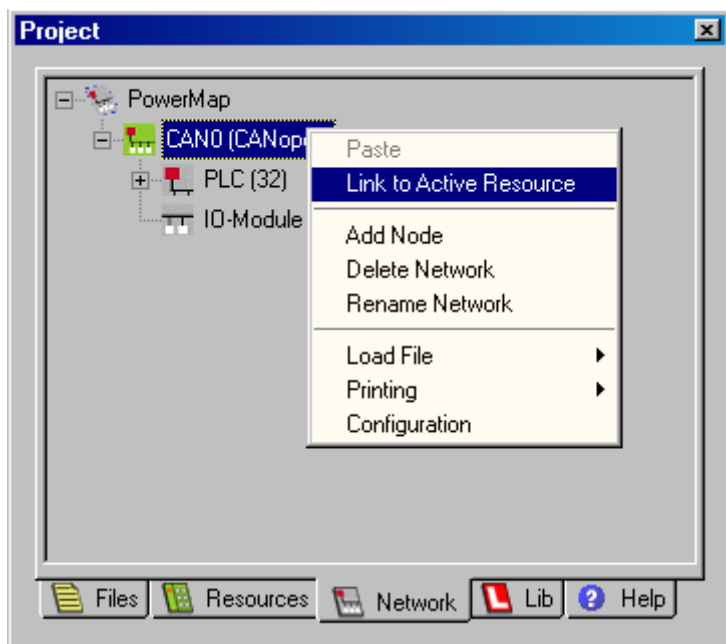 Project
PowerMap
CAN0 (CANop
PLC (32)
IO-Module
Paste
Link to Active Resource
Add Node
Delete Network
Rename Network
Load File
Printing
Configuration
Files Resources Network Lib Help